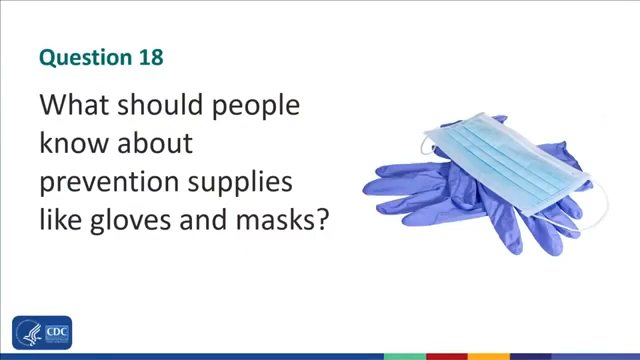 Question 18
What should people
know about
prevention supplies
like gloves and masks?
CDC